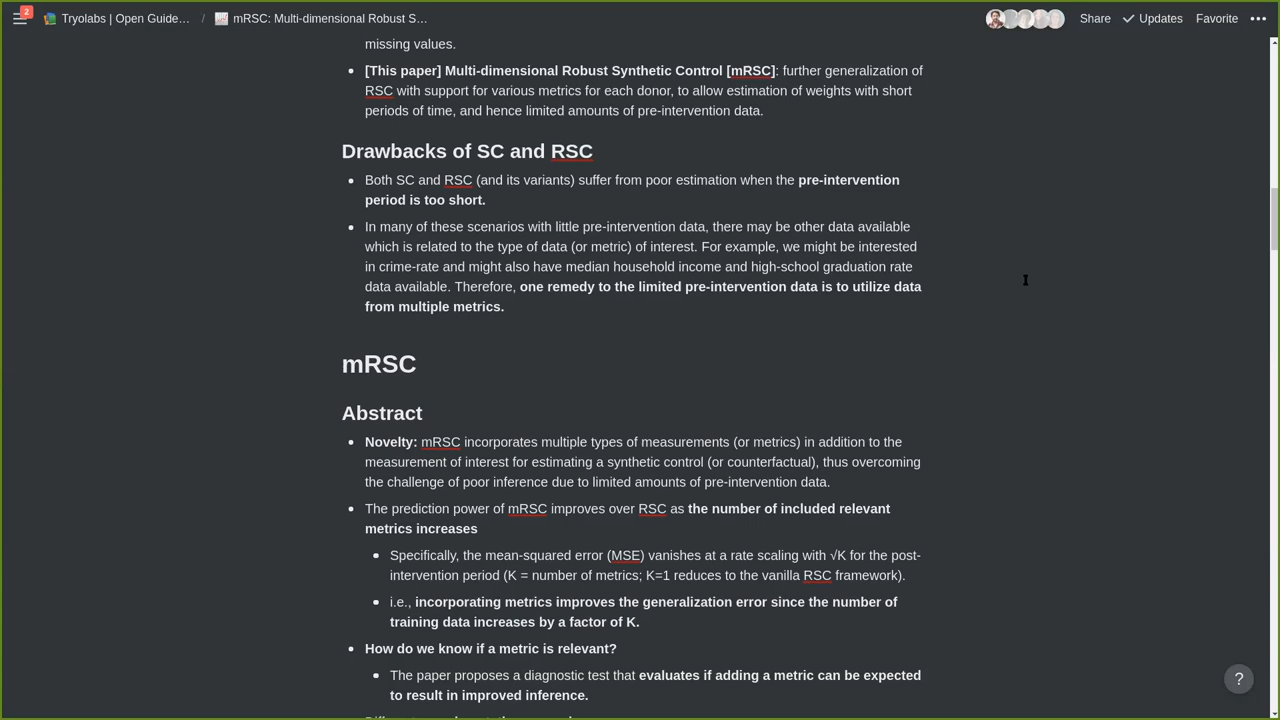 2
Tryolabs | Open Guide… / mRSC: Multi-dimensional Robust S… Share Updates Favorite
missing values.
[This paper] Multi-dimensional Robust Synthetic Control [mRSC]: further generalization of
RSC with support for various metrics for each donor, to allow estimation of weights with short
periods of time, and hence limited amounts of pre-intervention data.
Drawbacks of SC and RSC
Both SC and RSC (and its variants) suffer from poor estimation when the pre-intervention
period is too short.
In many of these scenarios with little pre-intervention data, there may be other data available
which is related to the type of data (or metric) of interest. For example, we might be interested
in crime-rate and might also have median household income and high-school graduation rate
data available. Therefore, one remedy to the limited pre-intervention data is to utilize data
from multiple metrics.
mRSC
Abstract
Novelty: mRSC incorporates multiple types of measurements (or metrics) in addition to the
measurement of interest for estimating a synthetic control (or counterfactual), thus overcoming
the challenge of poor inference due to limited amounts of pre-intervention data.
The prediction power of mRSC improves over RSC as the number of included relevant
metrics increases
Specifically, the mean-squared error (MSE) vanishes at a rate scaling with √K for the post-
intervention period (K = number of metrics; K=1 reduces to the vanilla RSC framework).
i.e., incorporating metrics improves the generalization error since the number of
training data increases by a factor of K.
How do we know if a metric is relevant?
The paper proposes a diagnostic test that evaluates if adding a metric can be expected
to result in improved inference.
?